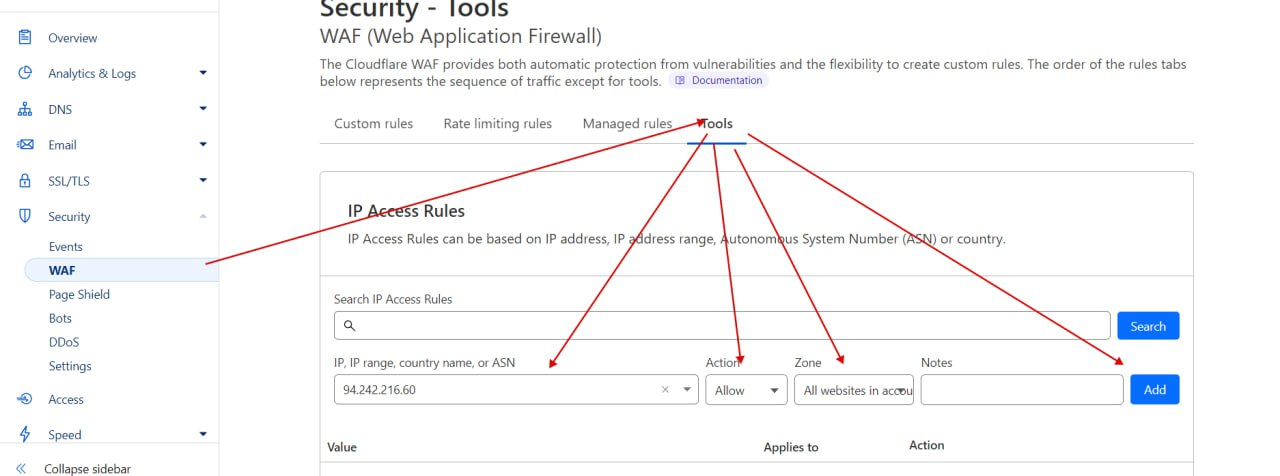 Security - Tools
WAF (Web Application Firewall)
The Cloudflare WAF provides both automatic protection from vulnerabilities and the flexibility to create custom rules. The order of the rules tabs
below represents the sequence of traffic except for tools. Documentation
Custom rules Rate limiting rules Managed rules Tools
Overview
Analytics & Logs
DNS
Email
SSL/TLS
Security
Events
WAF
Page Shield
Bots
DDoS
Settings
Access
Speed
Collapse sidebar
IP Access Rules
IP Access Rules can be based on IP address, IP address range, Autonomous System Number (ASN) or country.
Search IP Access Rules
Search
IP, IP range, country name, or ASN Action Zone Notes
94.242.216.60 Allow All websites in accou Add
Value Applies to Action